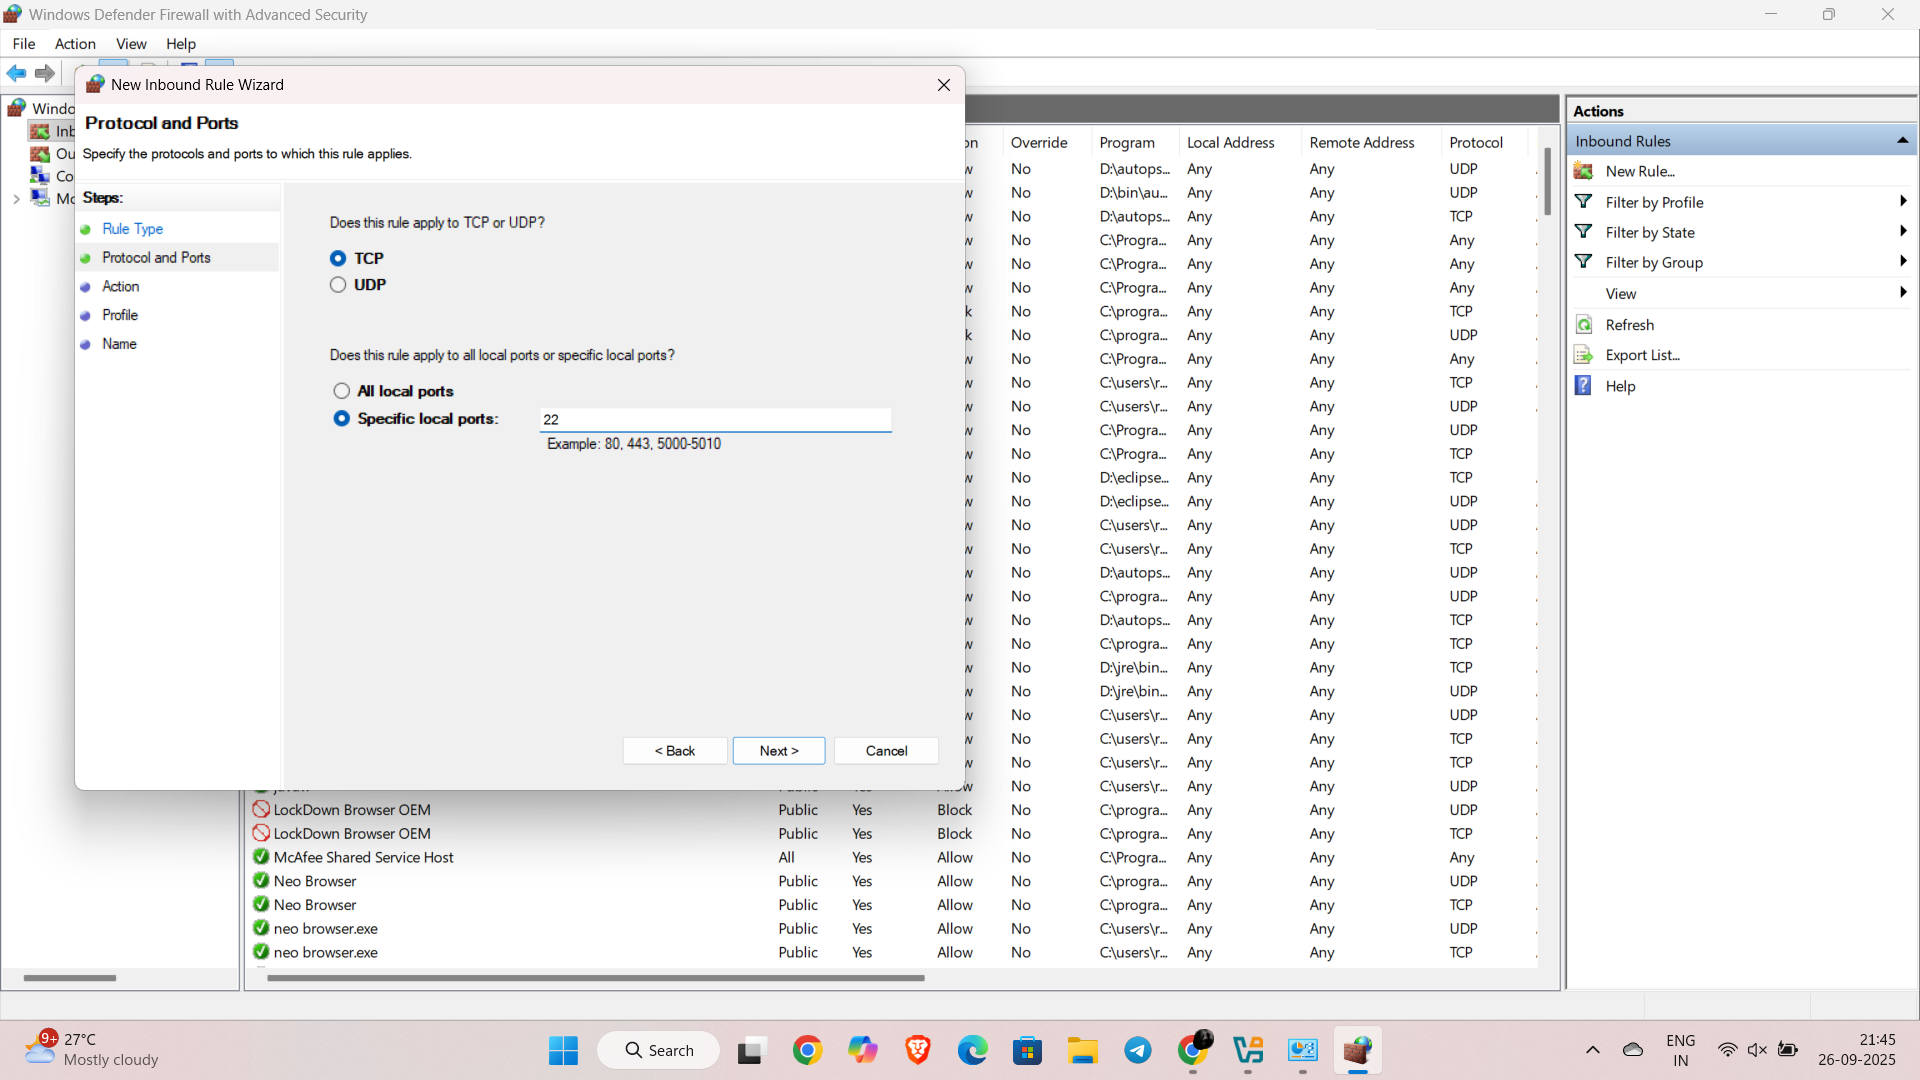 Windows Defender Firewall with Advanced Security
File Action View Help
New Inbound Rule Wizard
Protocol and Ports
Specify the protocols and ports to which this rule applies.
Steps:
Rule Type
Protocol and Ports
Action
Profile
Name
Does this rule apply to TCP or UDP?
TCP
UDP
Does this rule apply to all local ports or specific local ports?
All local ports
Specific local ports: 22
Example: 80, 443, 5000-5010
< Back Next > Cancel
Override Program Local Address Remote Address Protocol
No D:\autops... Any Any UDP
No D:\bin\au... Any Any UDP
No D:\autops... Any Any TCP
No C:\Progra... Any Any Any
No C:\Progra... Any Any Any
No C:\Progra... Any Any Any
No C:\progra... Any Any TCP
No C:\progra... Any Any UDP
No C:\Progra... Any Any Any
No C:\users\r... Any Any TCP
No C:\users\r... Any Any UDP
No C:\Progra... Any Any UDP
No C:\Progra... Any Any TCP
No D:\eclipse... Any Any TCP
No D:\eclipse... Any Any UDP
No C:\users\r... Any Any UDP
No C:\users\r... Any Any TCP
No D:\autops... Any Any UDP
No C:\progra... Any Any UDP
No D:\autops... Any Any TCP
No C:\progra... Any Any TCP
No D:\jre\bin... Any Any TCP
No D:\jre\bin... Any Any UDP
No C:\users\r... Any Any UDP
No C:\users\r... Any Any TCP
No C:\users\r... Any Any TCP
No C:\users\r... Any Any UDP
LockDown Browser OEM Public Yes Block No C:\progra... Any Any UDP
LockDown Browser OEM Public Yes Block No C:\progra... Any Any TCP
McAfee Shared Service Host All Yes Allow No C:\Progra... Any Any Any
Neo Browser Public Yes Allow No C:\progra... Any Any UDP
Neo Browser Public Yes Allow No C:\progra... Any Any TCP
neo browser.exe Public Yes Allow No C:\users\r... Any Any UDP
neo browser.exe Public Yes Allow No C:\users\r... Any Any TCP
Actions
Inbound Rules
New Rule...
Filter by Profile
Filter by State
Filter by Group
View
Refresh
Export List...
Help
9+
27°C
Mostly cloudy
Search
ENG
IN
21:45
26-09-2025